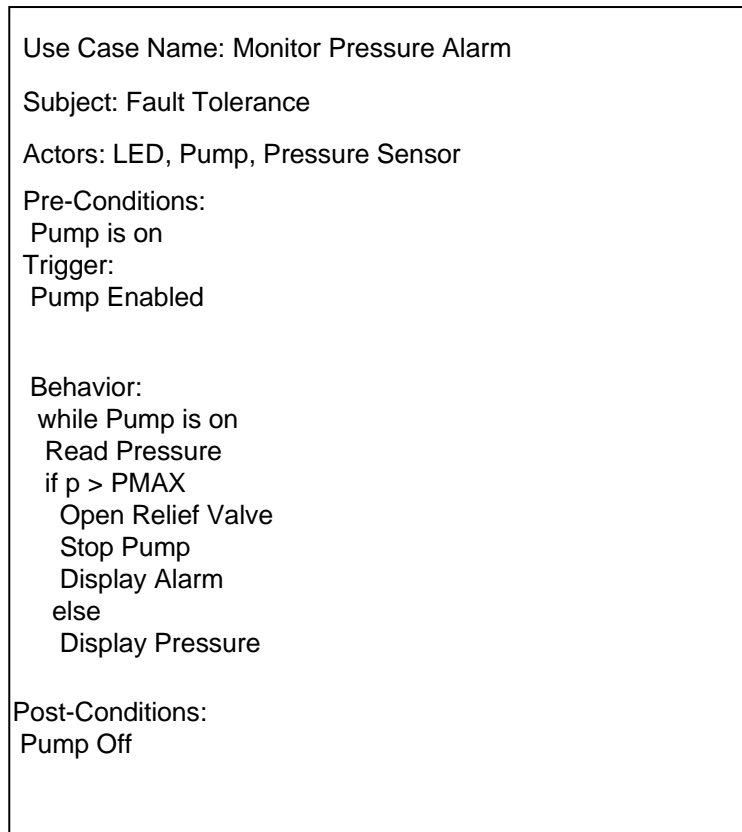 Use Case Name: Monitor Pressure Alarm
Subject: Fault Tolerance
Actors: LED, Pump, Pressure Sensor
Pre-Conditions:
Pump is on
Trigger:
Pump Enabled
Behavior:
while Pump is on
Read Pressure
if p > PMAX
Open Relief Valve
Stop Pump
Display Alarm
else
Display Pressure
Post-Conditions:
Pump Off